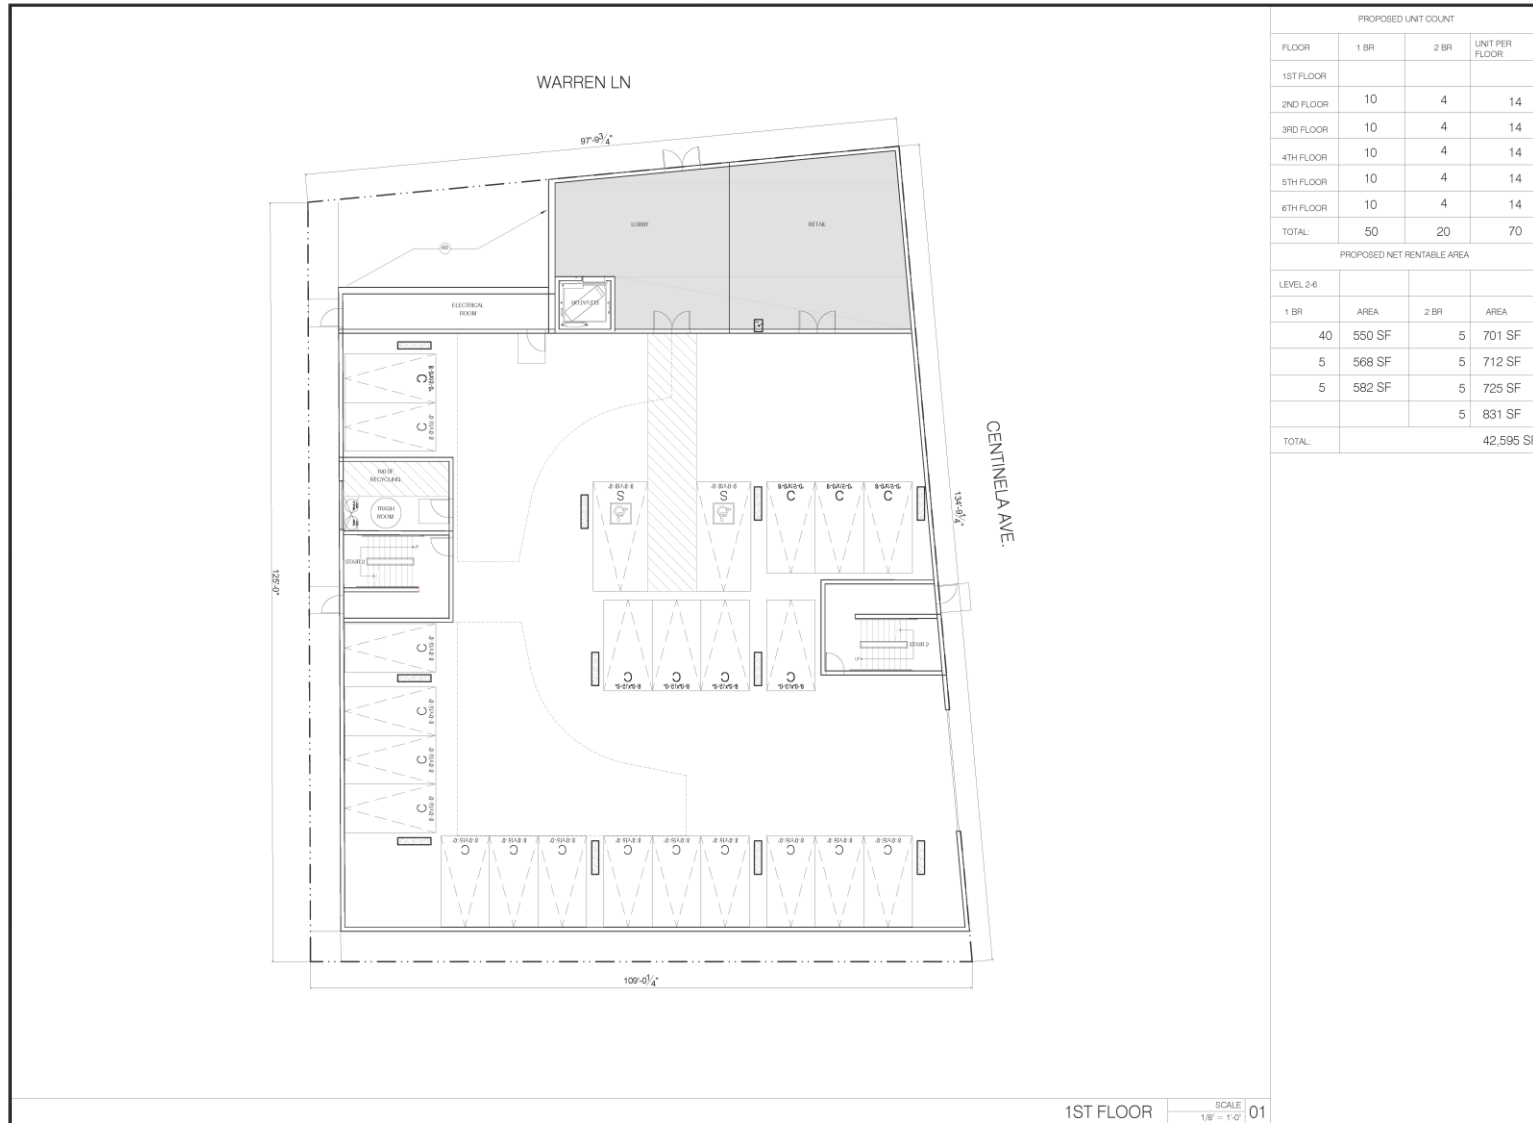 WARREN LN
97'-9 3/4"
LOBBY
RETAIL
60'
ELECTRICAL
ROOM
ELEVATOR
C
C
100 SF
RECYCLING
TRASH
ROOM
STAIR 2
UP
S
S
C
C
C
CENTINELA AVE.
134'-9 1/4"
125'-0"
C
C
C
C
C
STAIR 2
UP
C
C
C
C
C
C
C
C
C
C
C
C
109'-0 1/4"
1ST FLOOR
SCALE
1/8" = 1'-0"
01
PROPOSED UNIT COUNT
FLOOR 1 BR 2 BR UNIT PER
FLOOR:
1ST FLOOR
2ND FLOOR 10 4 14
3RD FLOOR 10 4 14
4TH FLOOR 10 4 14
5TH FLOOR 10 4 14
6TH FLOOR 10 4 14
TOTAL: 50 20 70
PROPOSED NET RENTABLE AREA
LEVEL 2-6
1 BR AREA 2 BR AREA
40 550 SF 5 701 SF
5 568 SF 5 712 SF
5 582 SF 5 725 SF
5 831 SF
TOTAL: 42,595 SF